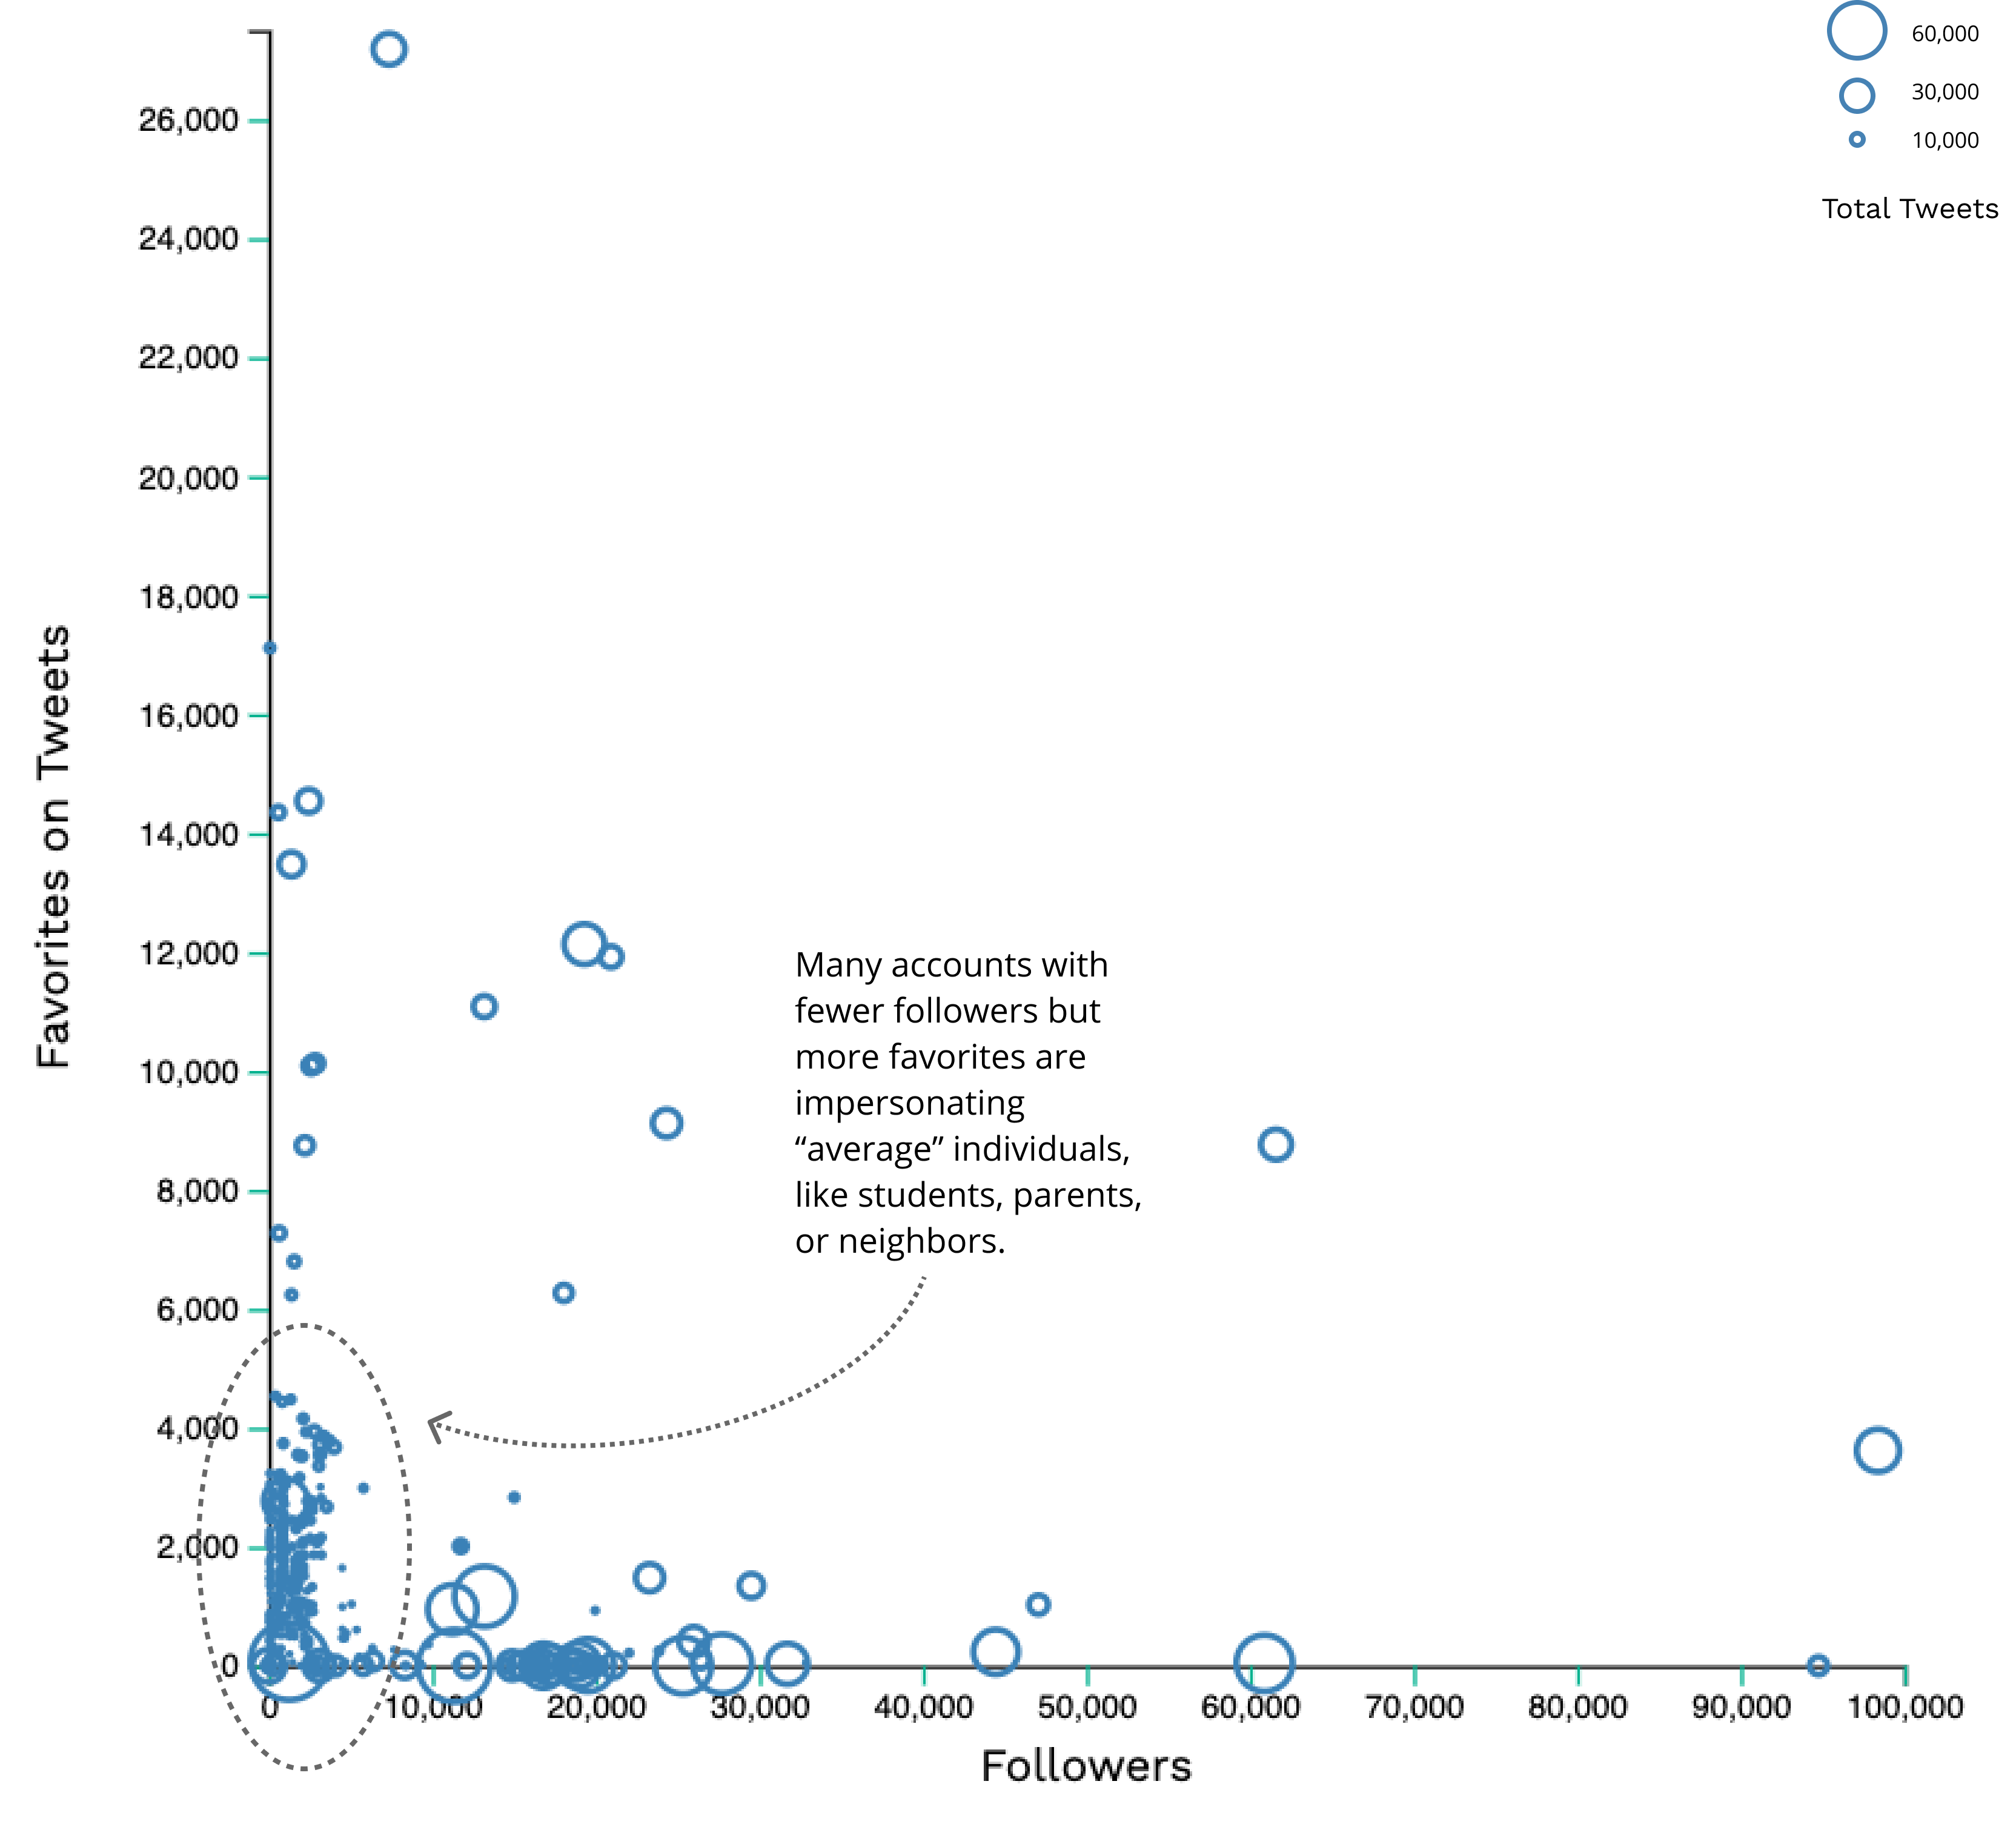 60,000
30,000
10,000
Total Tweets
Favorites on Tweets
26,000
24,000
22,000
20,000
18,000
16,000
14,000
12,000
10,000
8,000
6,000
4,000
2,000
0
Many accounts with
fewer followers but
more favorites are
impersonating
“average” individuals,
like students, parents,
or neighbors.
0 10,000 20,000 30,000 40,000 50,000 60,000 70,000 80,000 90,000 100,000
Followers